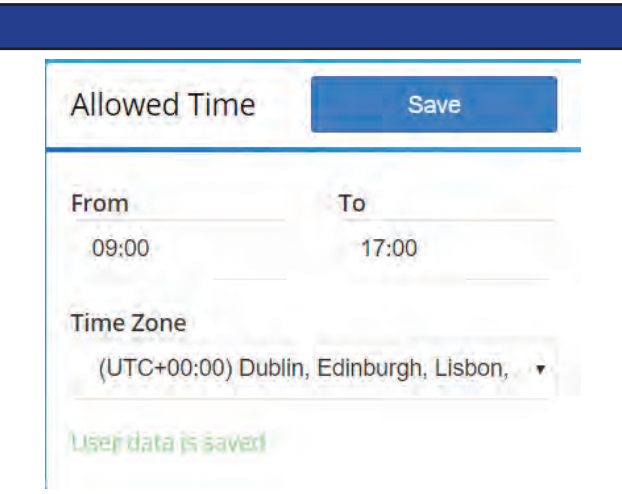 Allowed Time Save
From To
09:00 17:00
Time Zone
(UTC+00:00) Dublin, Edinburgh, Lisbon,
User data is saved